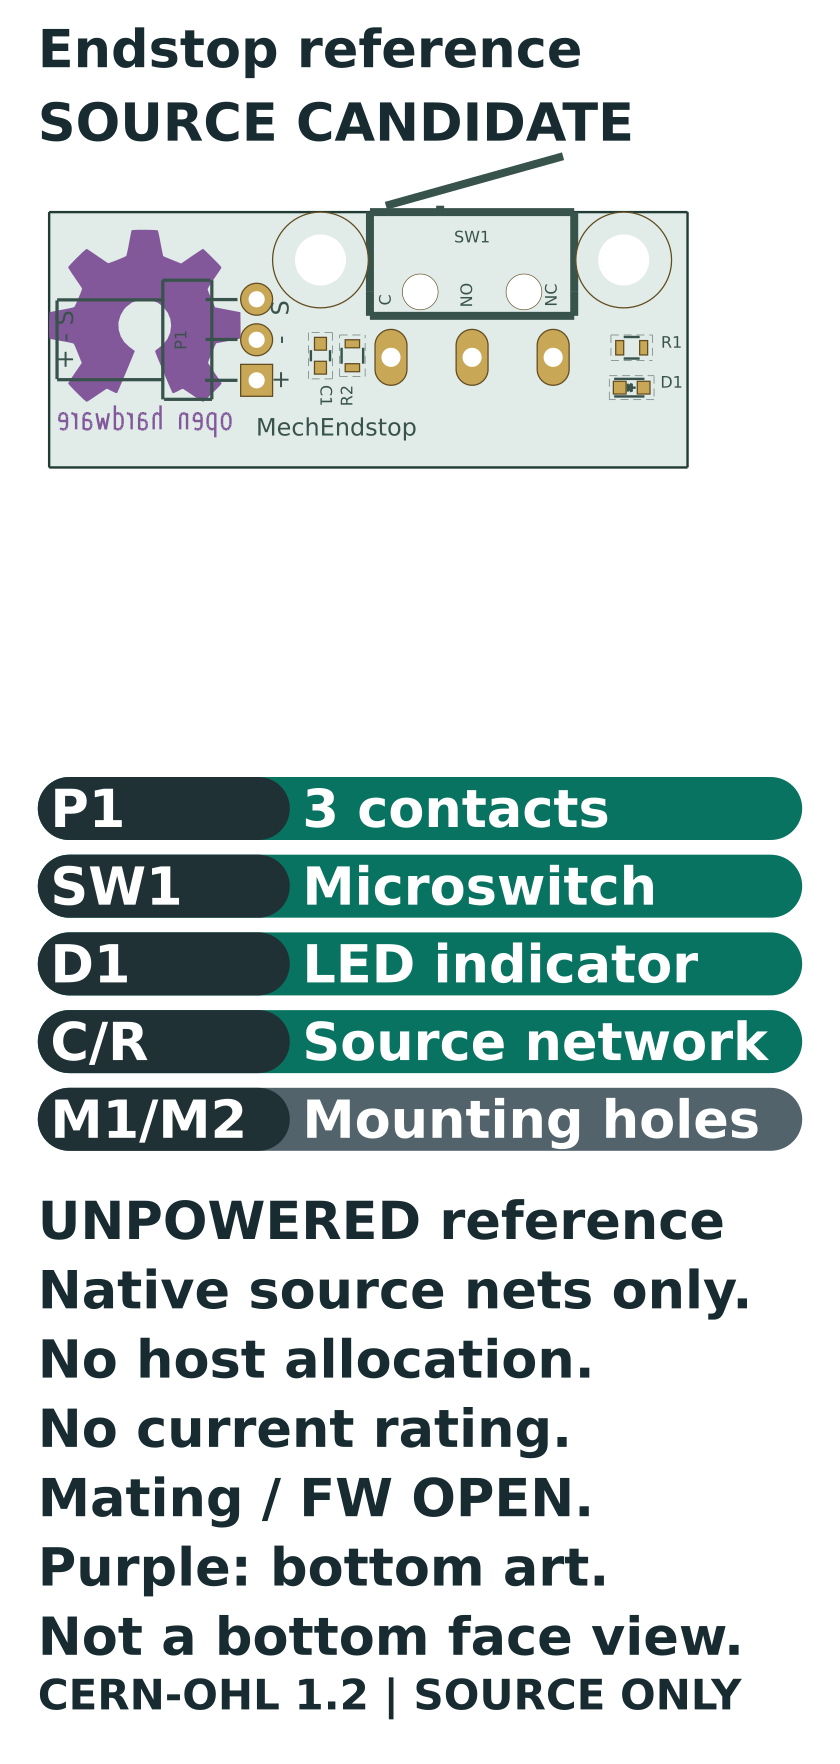 Endstop reference
SOURCE CANDIDATE
SW1
C
NO
NC
S
-
+
S
-
+
P1
C1
R2
R1
D1
open hardware
MechEndstop
P1 3 contacts
SW1 Microswitch
D1 LED indicator
C/R Source network
M1/M2 Mounting holes
UNPOWERED reference
Native source nets only.
No host allocation.
No current rating.
Mating / FW OPEN.
Purple: bottom art.
Not a bottom face view.
CERN-OHL 1.2 | SOURCE ONLY